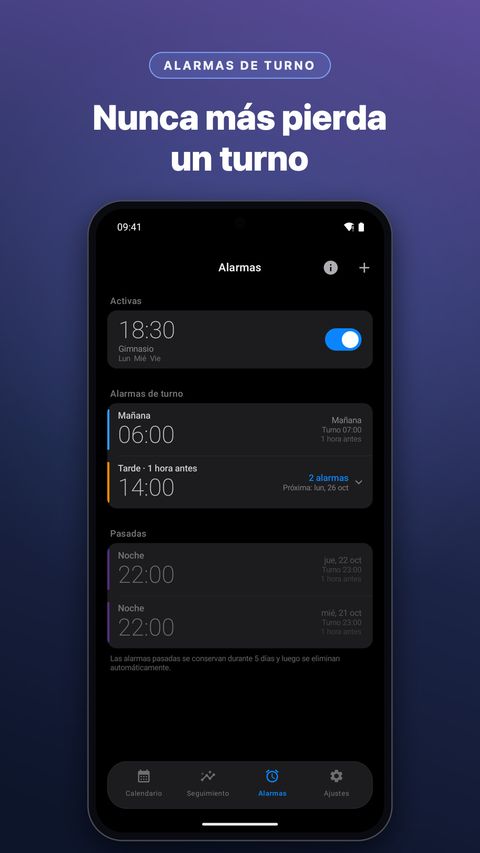 ALARMAS DE TURNO
Nunca más pierda
un turno
09:41
Alarmas
Activas
18:30
Gimnasio
Lun Mié Vie
Alarmas de turno
Mañana
06:00
Mañana
Turno 07:00
1 hora antes
Tarde · 1 hora antes
14:00
2 alarmas
Próxima: lun, 26 oct
Pasadas
Noche
22:00
jue, 22 oct
Turno 23:00
1 hora antes
Noche
22:00
mié, 21 oct
Turno 23:00
1 hora antes
Las alarmas pasadas se conservan durante 5 días y luego se eliminan
automáticamente.
Calendario
Seguimiento
Alarmas
Ajustes